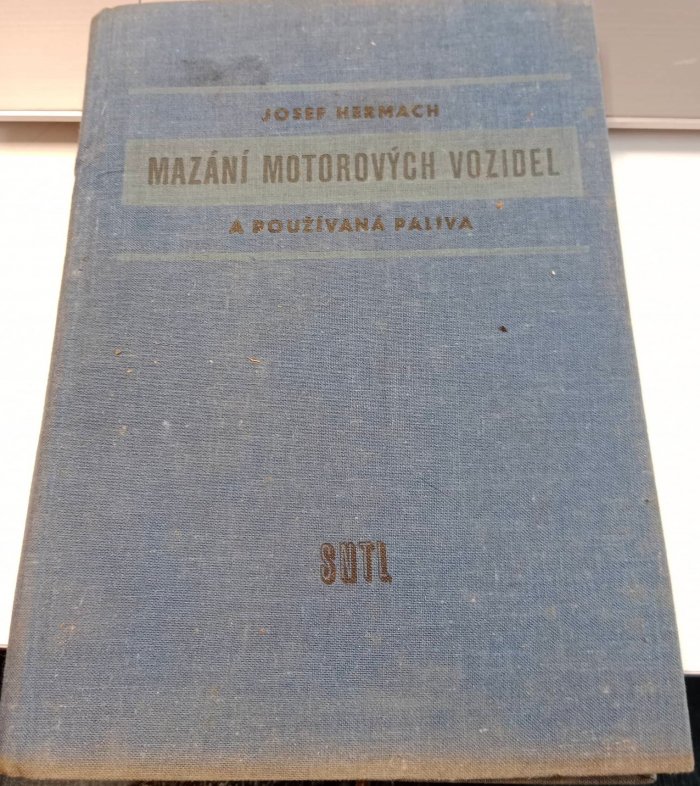 JOSEF HERMACH
MAZÁNÍ MOTOROVÝCH VOZIDEL
A POUŽÍVANÁ PALIVA
SNTL